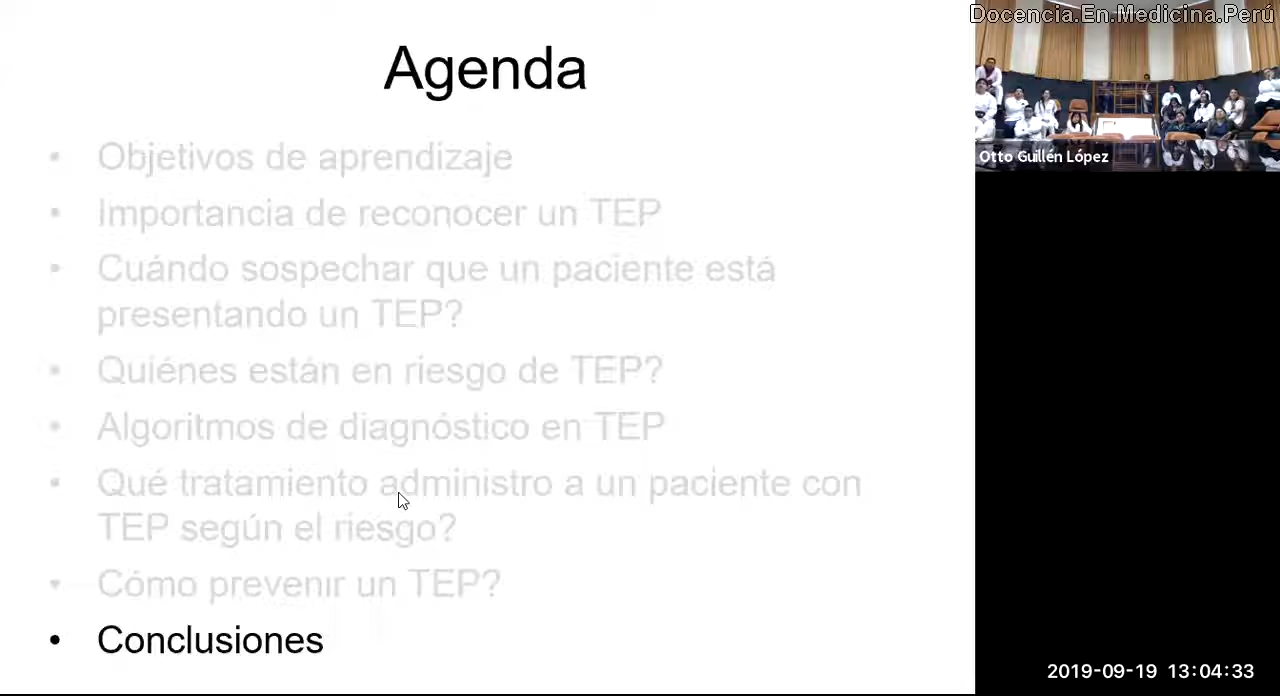 Agenda
• Objetivos de aprendizaje
• Importancia de reconocer un TEP
• Cuándo sospechar que un paciente está
presentando un TEP?
• Quiénes están en riesgo de TEP?
• Algoritmos de diagnóstico en TEP
• Qué tratamiento administro a un paciente con
TEP según el riesgo?
• Cómo prevenir un TEP?
• Conclusiones
Docencia.En.Medicina.Perú
Otto Guillén López
2019-09-19 13:04:33